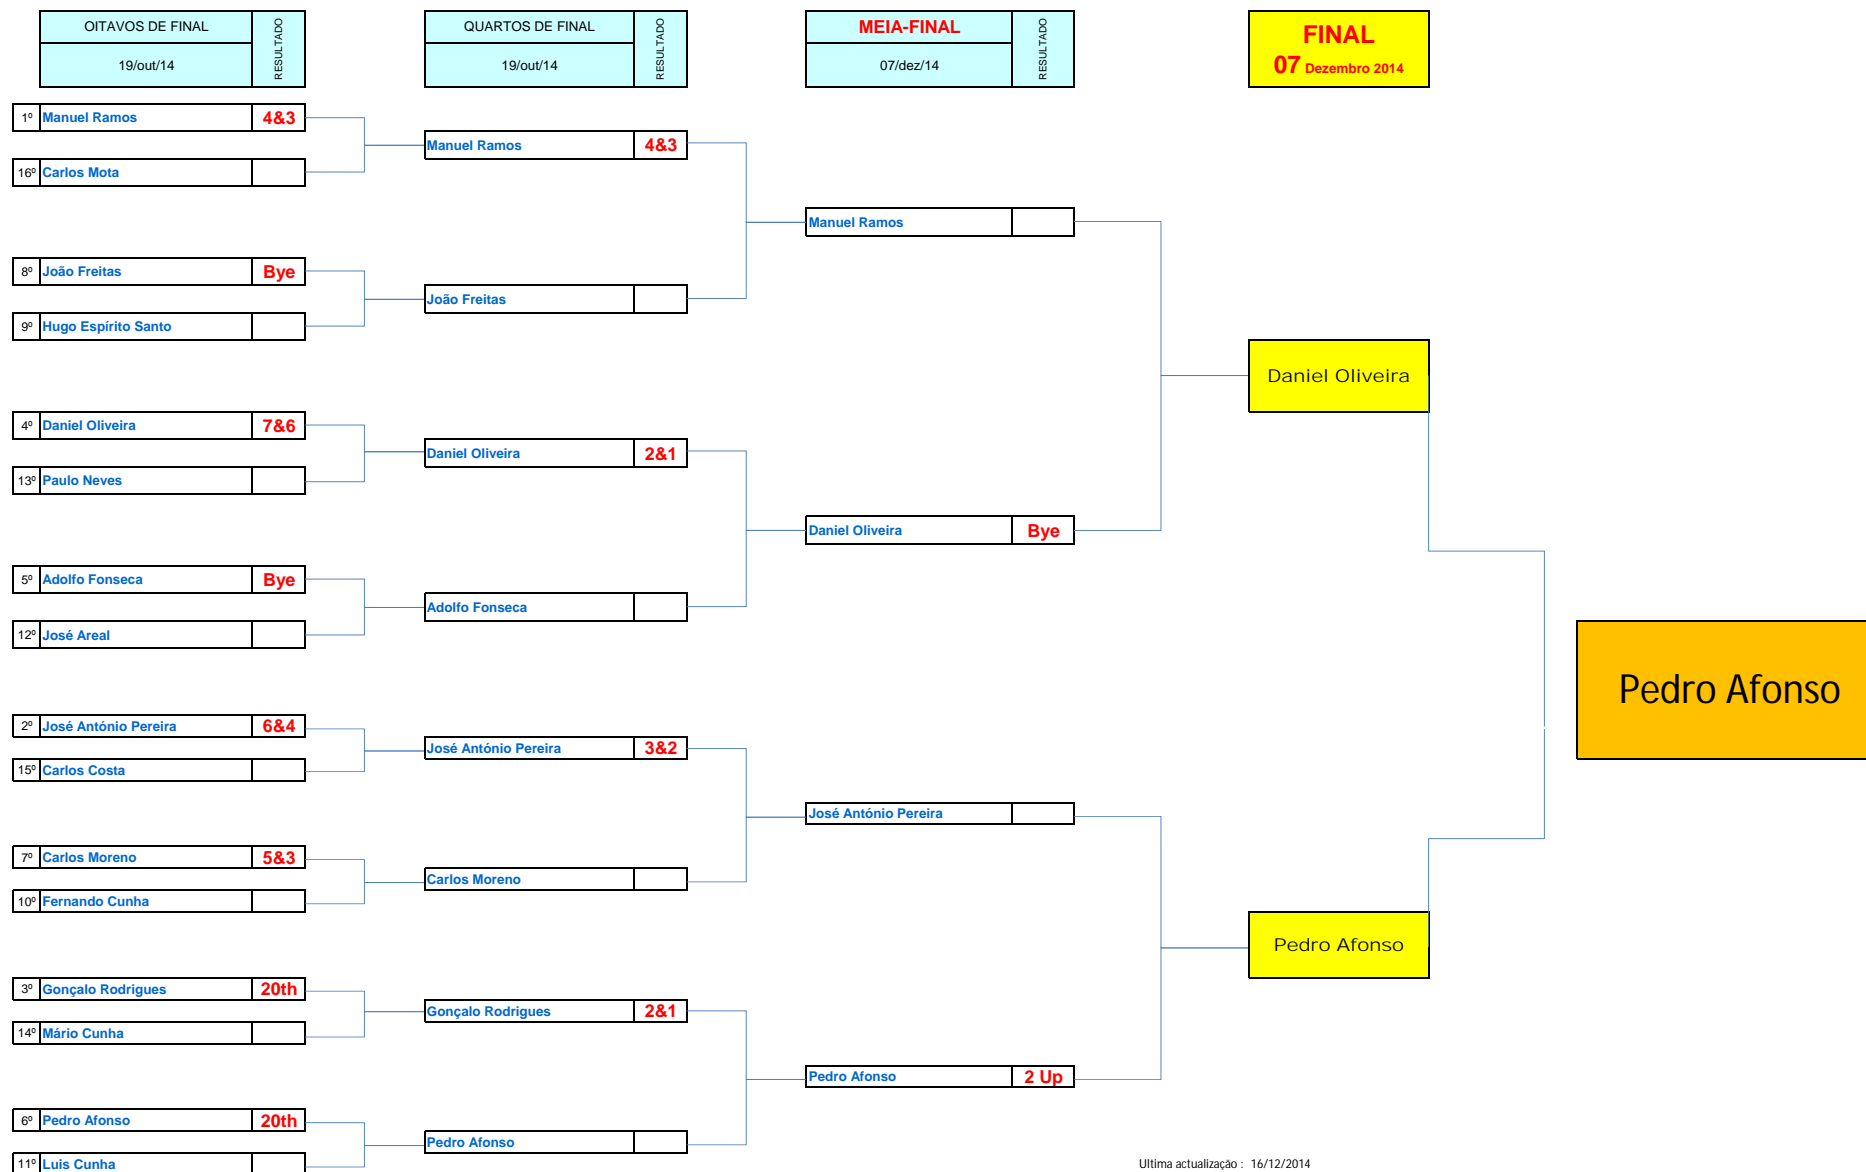 OITAVOS DE FINAL
19/out/14
RESULTADO
QUARTOS DE FINAL
19/out/14
RESULTADO
MEIA-FINAL
07/dez/14
RESULTADO
FINAL
07 Dezembro 2014
1º Manuel Ramos 4&3
16º Carlos Mota
8º João Freitas Bye
9º Hugo Espírito Santo
4º Daniel Oliveira 7&6
13º Paulo Neves
5º Adolfo Fonseca Bye
12º José Areal
2º José António Pereira 6&4
15º Carlos Costa
7º Carlos Moreno 5&3
10º Fernando Cunha
3º Gonçalo Rodrigues 20th
14º Mário Cunha
6º Pedro Afonso 20th
11º Luis Cunha
Manuel Ramos 4&3
João Freitas
Daniel Oliveira 2&1
Adolfo Fonseca
José António Pereira 3&2
Carlos Moreno
Gonçalo Rodrigues 2&1
Pedro Afonso
Manuel Ramos
Daniel Oliveira Bye
José António Pereira
Pedro Afonso 2 Up
Daniel Oliveira
Pedro Afonso
Pedro Afonso
Ultima actualização : 16/12/2014